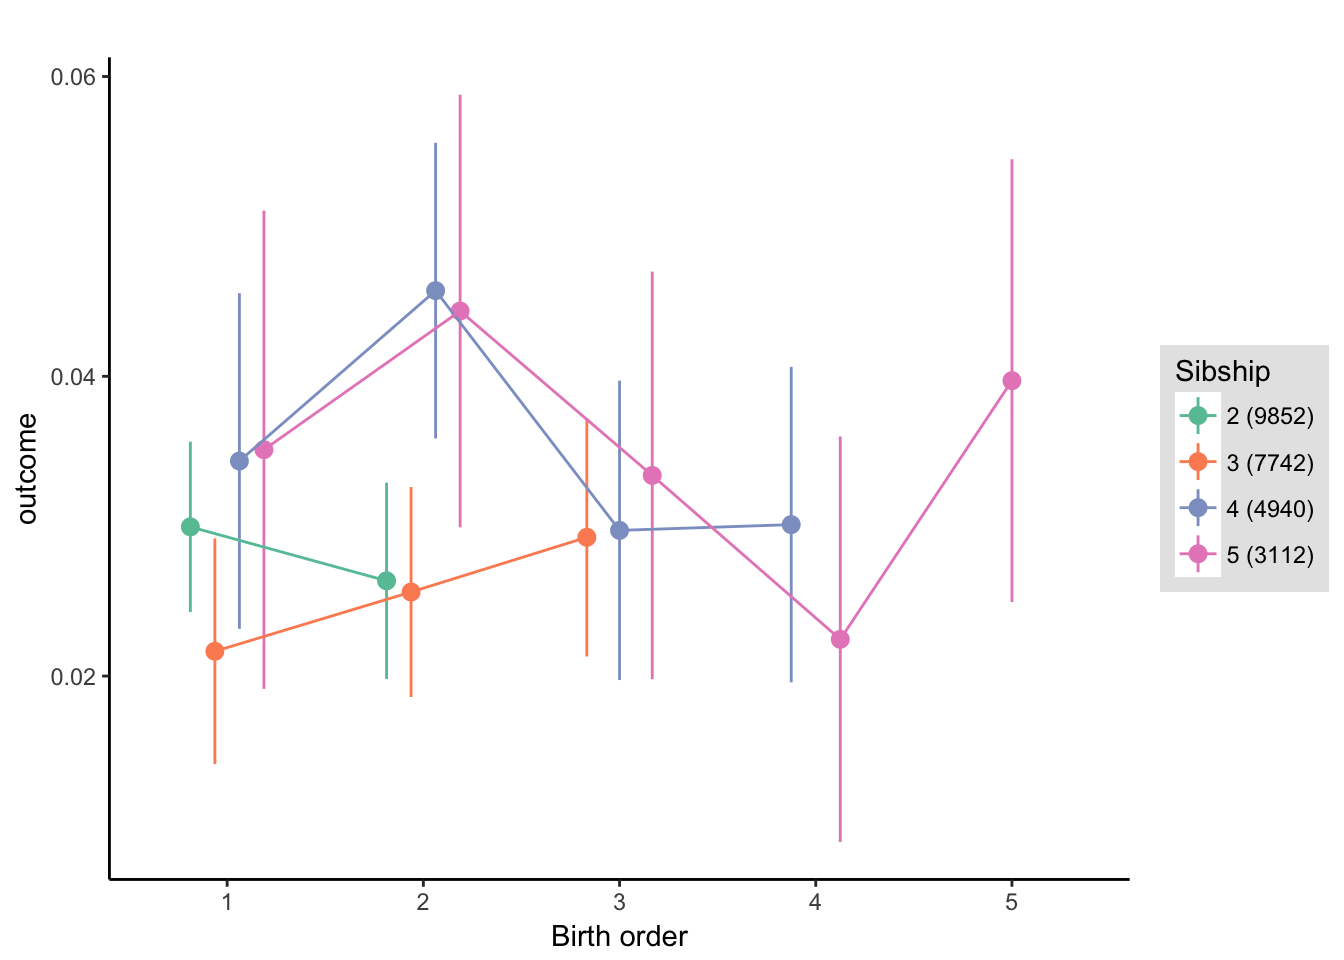 0.06
0.04
0.02
outcome
1 2 3 4 5
Birth order
Sibship
2 (9852)
3 (7742)
4 (4940)
5 (3112)